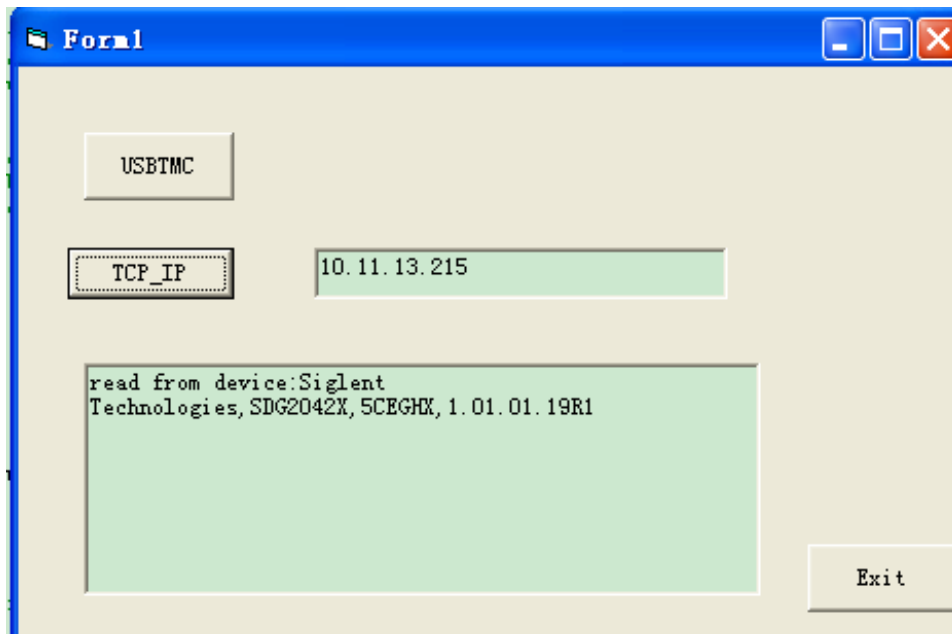 Form1
USBTMC
TCP_IP
10.11.13.215
read from device:Siglent
Technologies,SDG2042X,5CEGHX,1.01.01.19R1
Exit